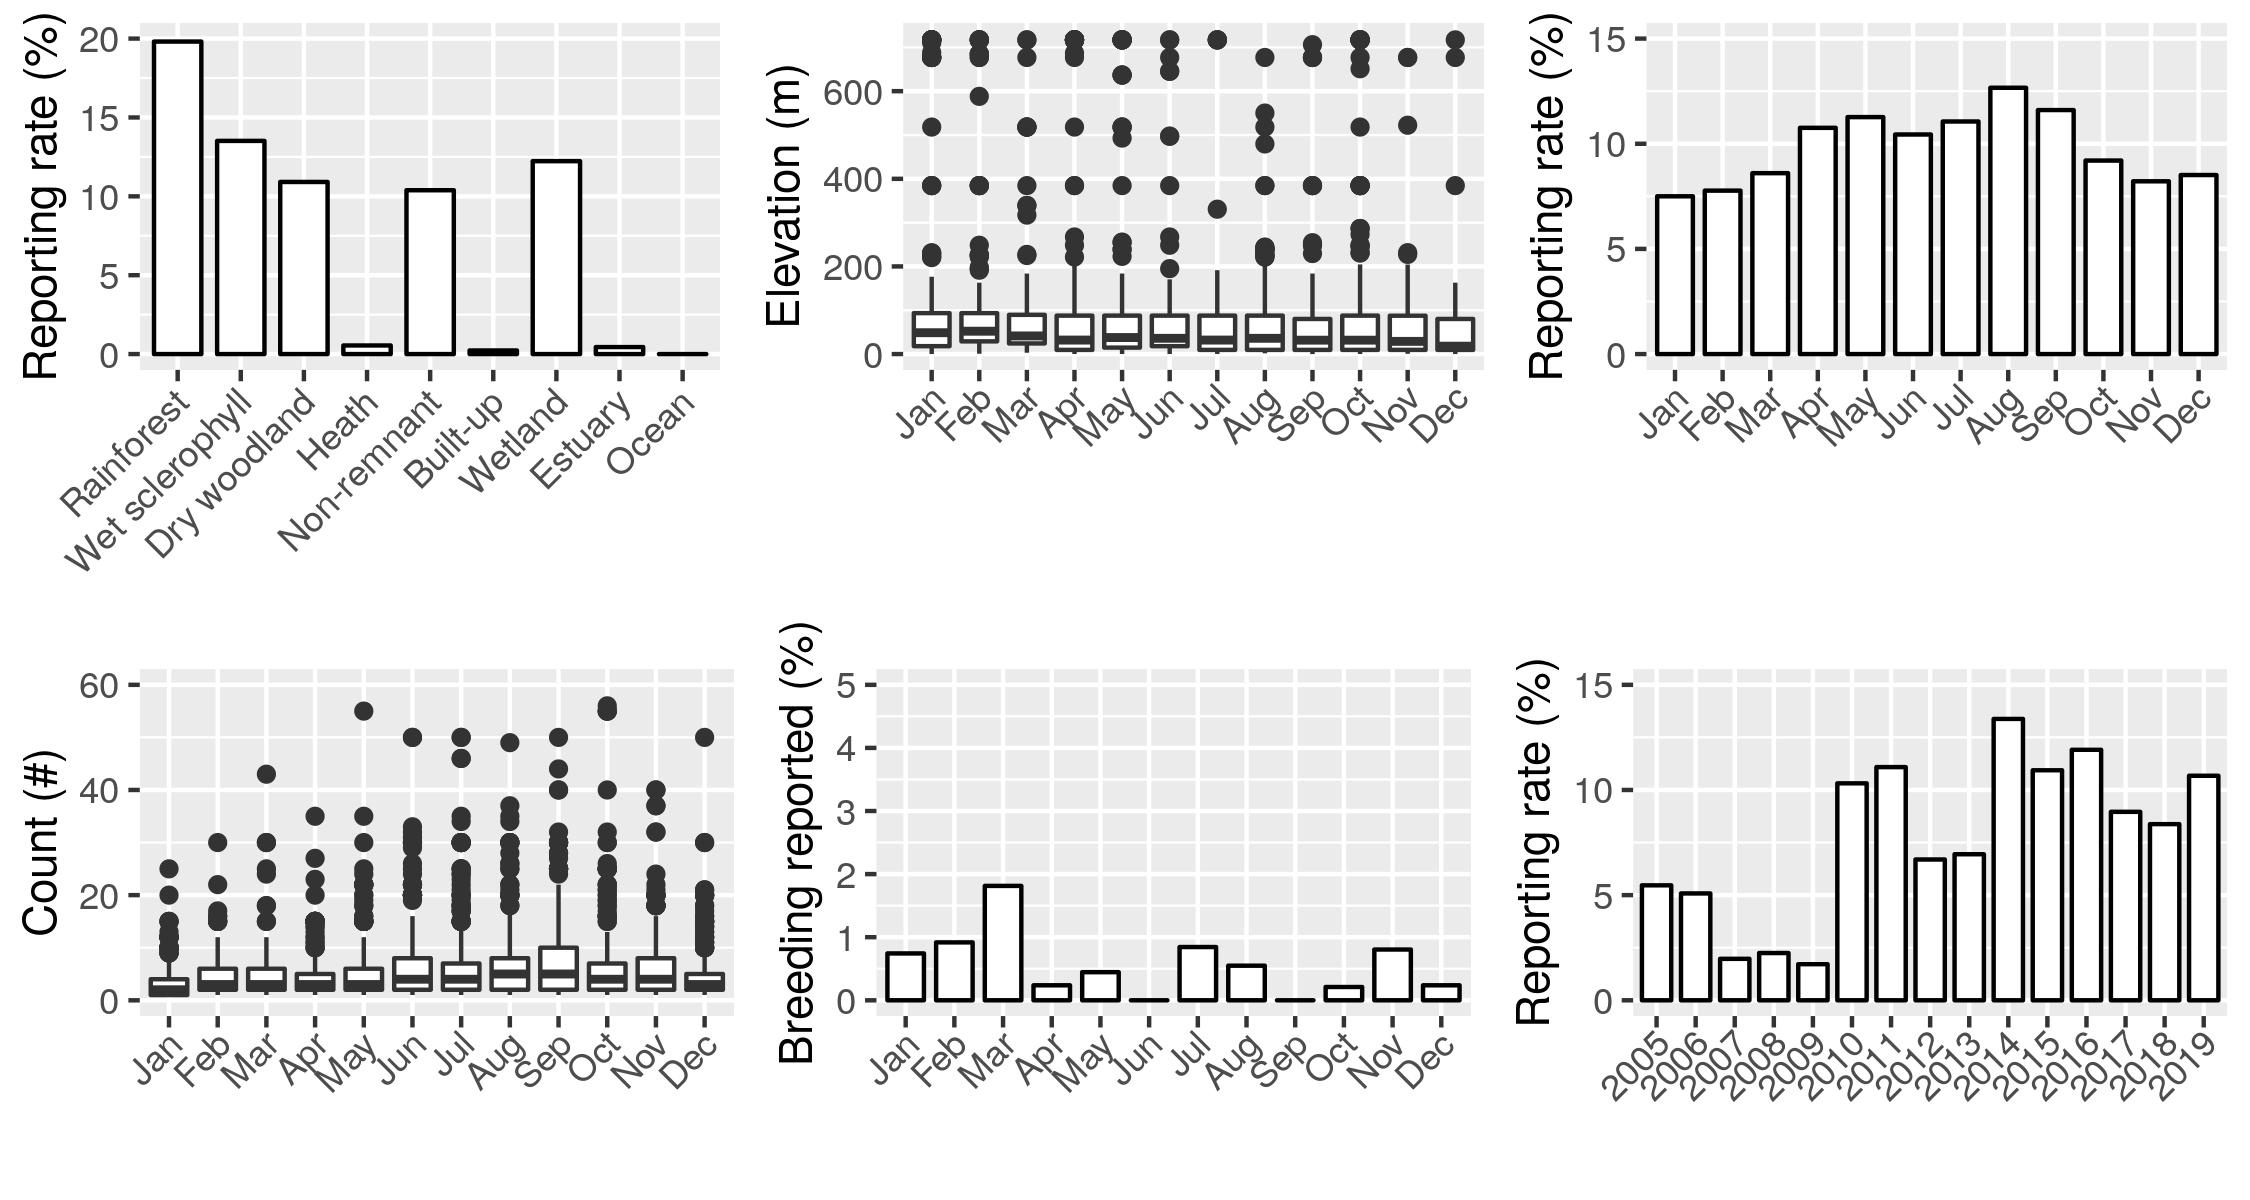 Reporting rate (%)
20
15
10
5
0
Rainforest
Wet sclerophyll
Dry woodland
Heath
Non-remnant
Built-up
Wetland
Estuary
Ocean
Elevation (m)
600
400
200
0
Jan
Feb
Mar
Apr
May
Jun
Jul
Aug
Sep
Oct
Nov
Dec
Reporting rate (%)
15
10
5
0
Jan
Feb
Mar
Apr
May
Jun
Jul
Aug
Sep
Oct
Nov
Dec
Count (#)
60
40
20
0
Jan
Feb
Mar
Apr
May
Jun
Jul
Aug
Sep
Oct
Nov
Dec
Breeding reported (%)
5
4
3
2
1
0
Jan
Feb
Mar
Apr
May
Jun
Jul
Aug
Sep
Oct
Nov
Dec
Reporting rate (%)
15
10
5
0
2005
2006
2007
2008
2009
2010
2011
2012
2013
2014
2015
2016
2017
2018
2019